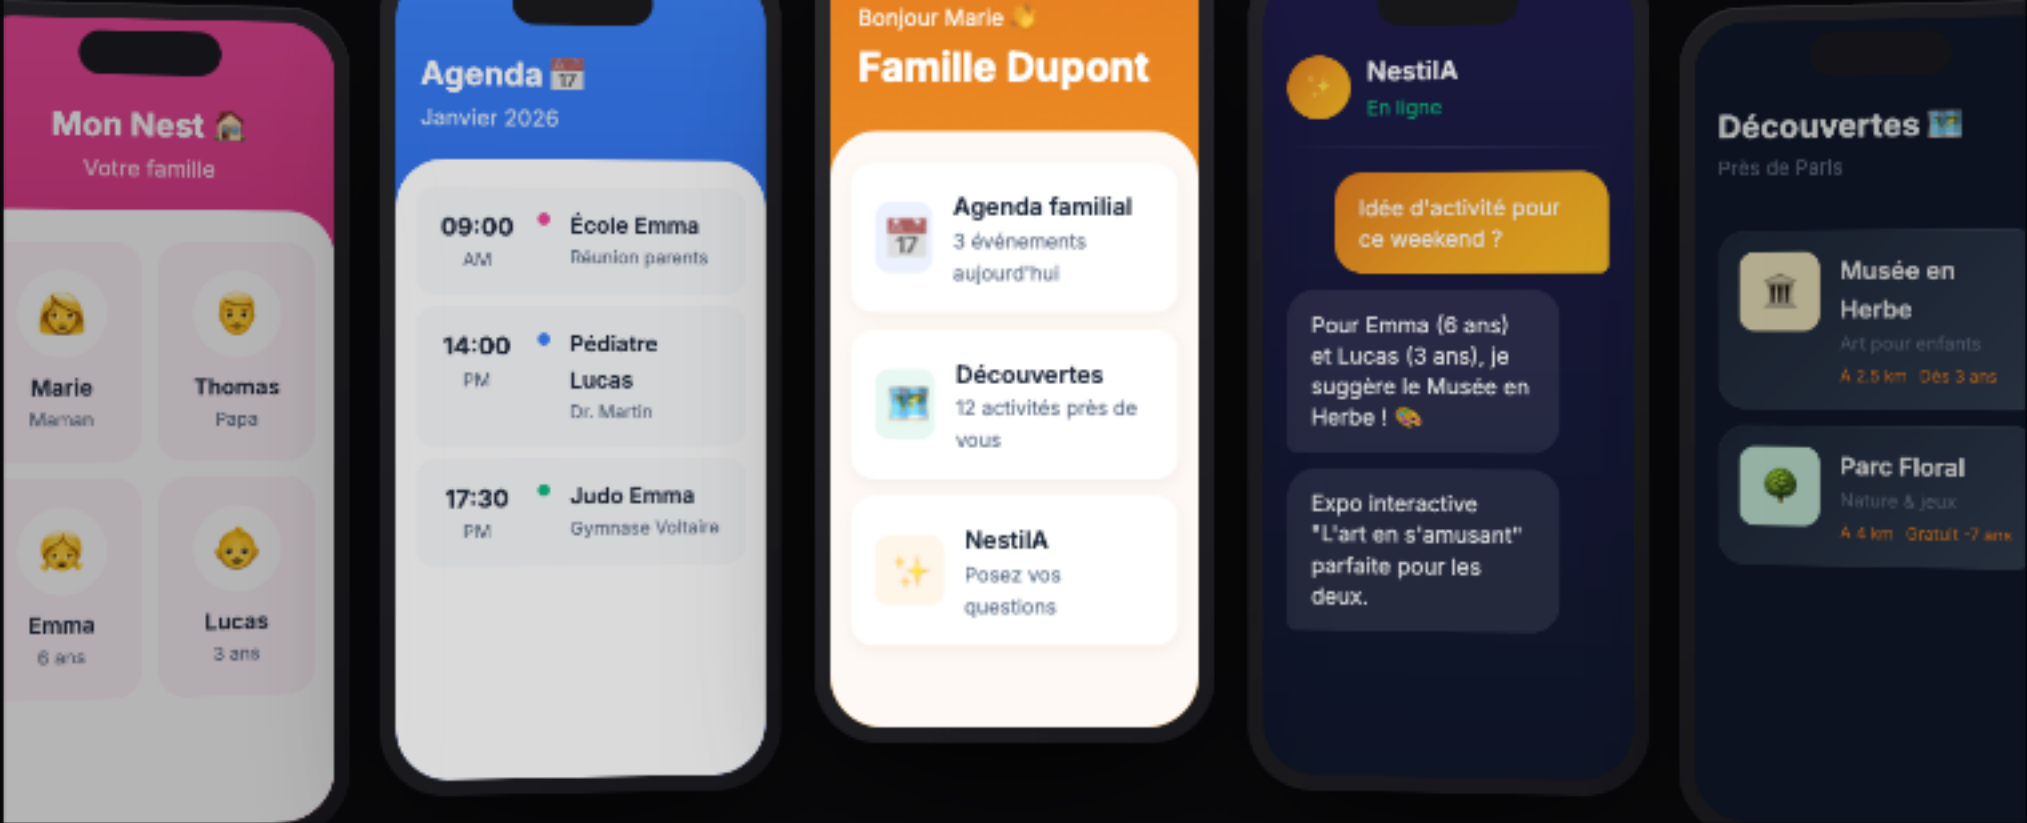 Mon Nest
Votre famille
Marie
Maman
Thomas
Papa
Emma
6 ans
Lucas
3 ans
Agenda 17
Janvier 2026
09:00
AM
École Emma
Réunion parents
14:00
PM
Pédiatre
Lucas
Dr. Martin
17:30
PM
Judo Emma
Gymnase Voltaire
Bonjour Marie
Famille Dupont
17
Agenda familial
3 événements
aujourd'hui
Découvertes
12 activités près de
vous
NestIA
Posez vos
questions
NestIA
En ligne
Idée d'activité pour
ce weekend ?
Pour Emma (6 ans)
et Lucas (3 ans), je
suggère le Musée en
Herbe !
Expo interactive
"L'art en s'amusant"
parfaite pour les
deux.
Découvertes
Près de Paris
Musée en
Herbe
Art pour enfants
À 2.5 km Dès 3 ans
Parc Floral
Nature & jeux
À 4 km Gratuit -7 ans